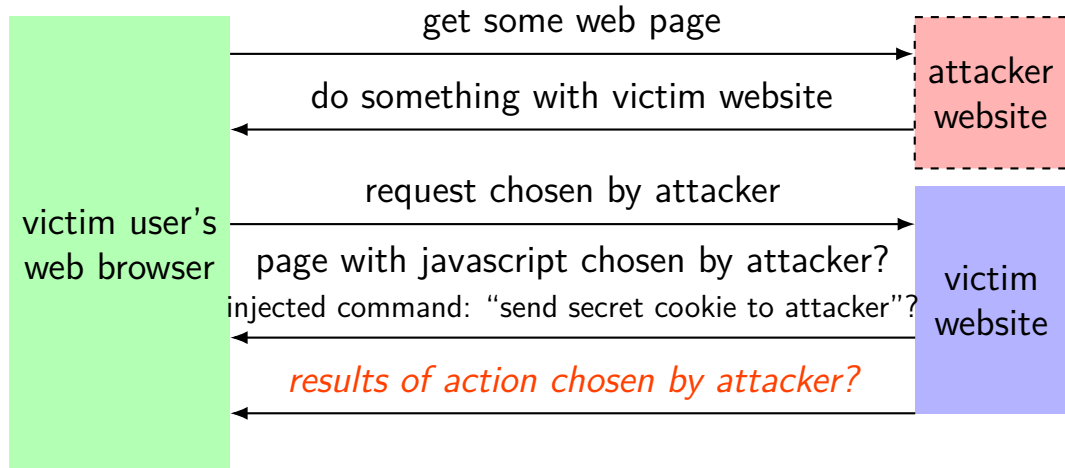 get some web page
attacker
website
do something with victim website
request chosen by attacker
victim user's
web browser
page with javascript chosen by attacker?
injected command: “send secret cookie to attacker”?
victim
website
results of action chosen by attacker?